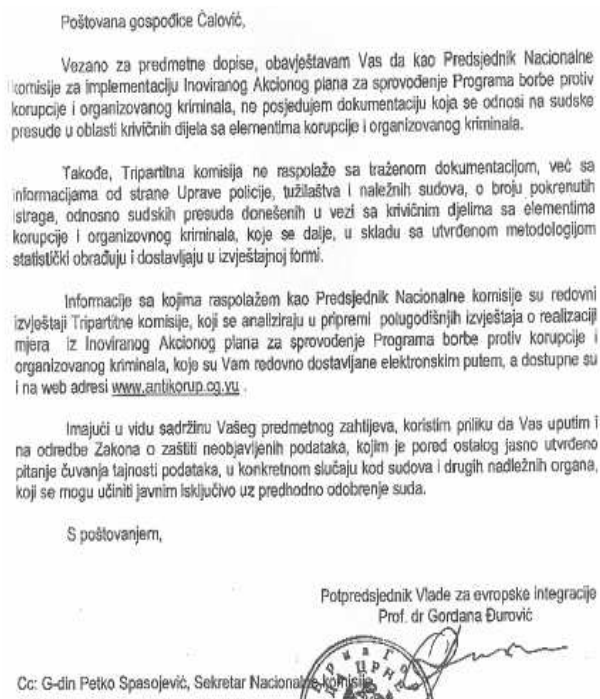 Poštovana gospođice Ćalović,
Vezano za predmetne dopise, obavještavam Vas da kao Predsjednik Nacionalne
komisije za implementaciju Inoviranog Akcionog plana za sprovođenje Programa borbe protiv
korupcije i organizovanog kriminala, ne posjedujem dokumentaciju koja se odnosi na sudske
presude u oblasti krivičnih dijela sa elementima korupcije i organizovanog kriminala.
Takođe, Tripartitna komisija ne raspolaže sa traženom dokumentacijom, već sa
informacijama od strane Uprave policije, tužilaštva i naležnih sudova, o broju pokrenutih
istraga, odnosno sudskih presuda donešenih u vezi sa krivičnim djelima sa elementima
korupcije i organizovnog kriminala, koje se dalje, u skladu sa utvrđenom metodologijom
statistički obrađuju i dostavljaju u izvještajnoj formi.
Informacije sa kojima raspolažem kao Predsjednik Nacionalne komisije su redovni
izvještaji Tripartitne komisije, koji se analiziraju u pripremi polugodišnjih izvještaja o realizaciji
mjera iz Inoviranog Akcionog plana za sprovođenje Programa borbe protiv korupcije i
organizovanog kriminala, koje su Vam redovno dostavljane elektronskim putem, a dostupne su
i na web adresi www.antikorup.cg.yu .
Imajući u vidu sadržinu Vašeg predmetnog zahtijeva, koristim priliku da Vas uputim i
na odredbe Zakona o zaštiti neobjavljenih podataka, kojim je pored ostalog jasno utvrđeno
pitanje čuvanja tajnosti podataka, u konkretnom slučaju kod sudova i drugih nadležnih organa,
koji se mogu učiniti javnim isključivo uz predhodno odobrenje suda.
S poštovanjem,
Potpredsjednik Vlade za evropske integracije
Prof. dr Gordana Đurović
Cc: G-din Petko Spasojević, Sekretar Nacionalne komisije